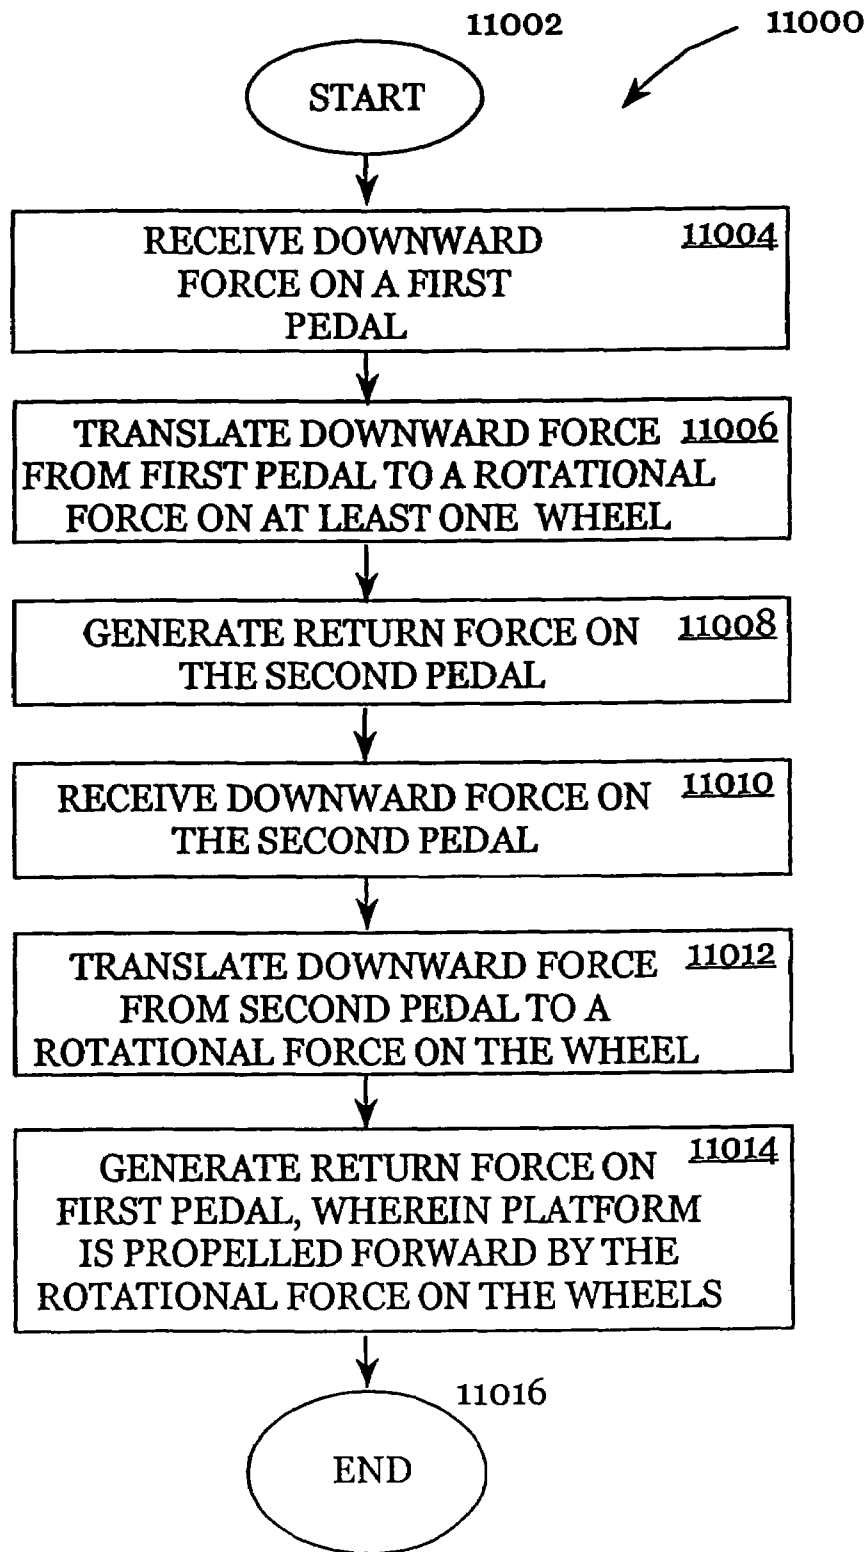 11002
11000
START
11004
RECEIVE DOWNWARD
FORCE ON A FIRST
PEDAL
TRANSLATE DOWNWARD FORCE 11006
FROM FIRST PEDAL TO A ROTATIONAL
FORCE ON AT LEAST ONE WHEEL
GENERATE RETURN FORCE ON 11008
THE SECOND PEDAL
11010
RECEIVE DOWNWARD FORCE ON
THE SECOND PEDAL
11012
TRANSLATE DOWNWARD FORCE
FROM SECOND PEDAL TO A
ROTATIONAL FORCE ON THE WHEEL
11014
GENERATE RETURN FORCE ON
FIRST PEDAL, WHEREIN PLATFORM
IS PROPELLED FORWARD BY THE
ROTATIONAL FORCE ON THE WHEELS
11016
END